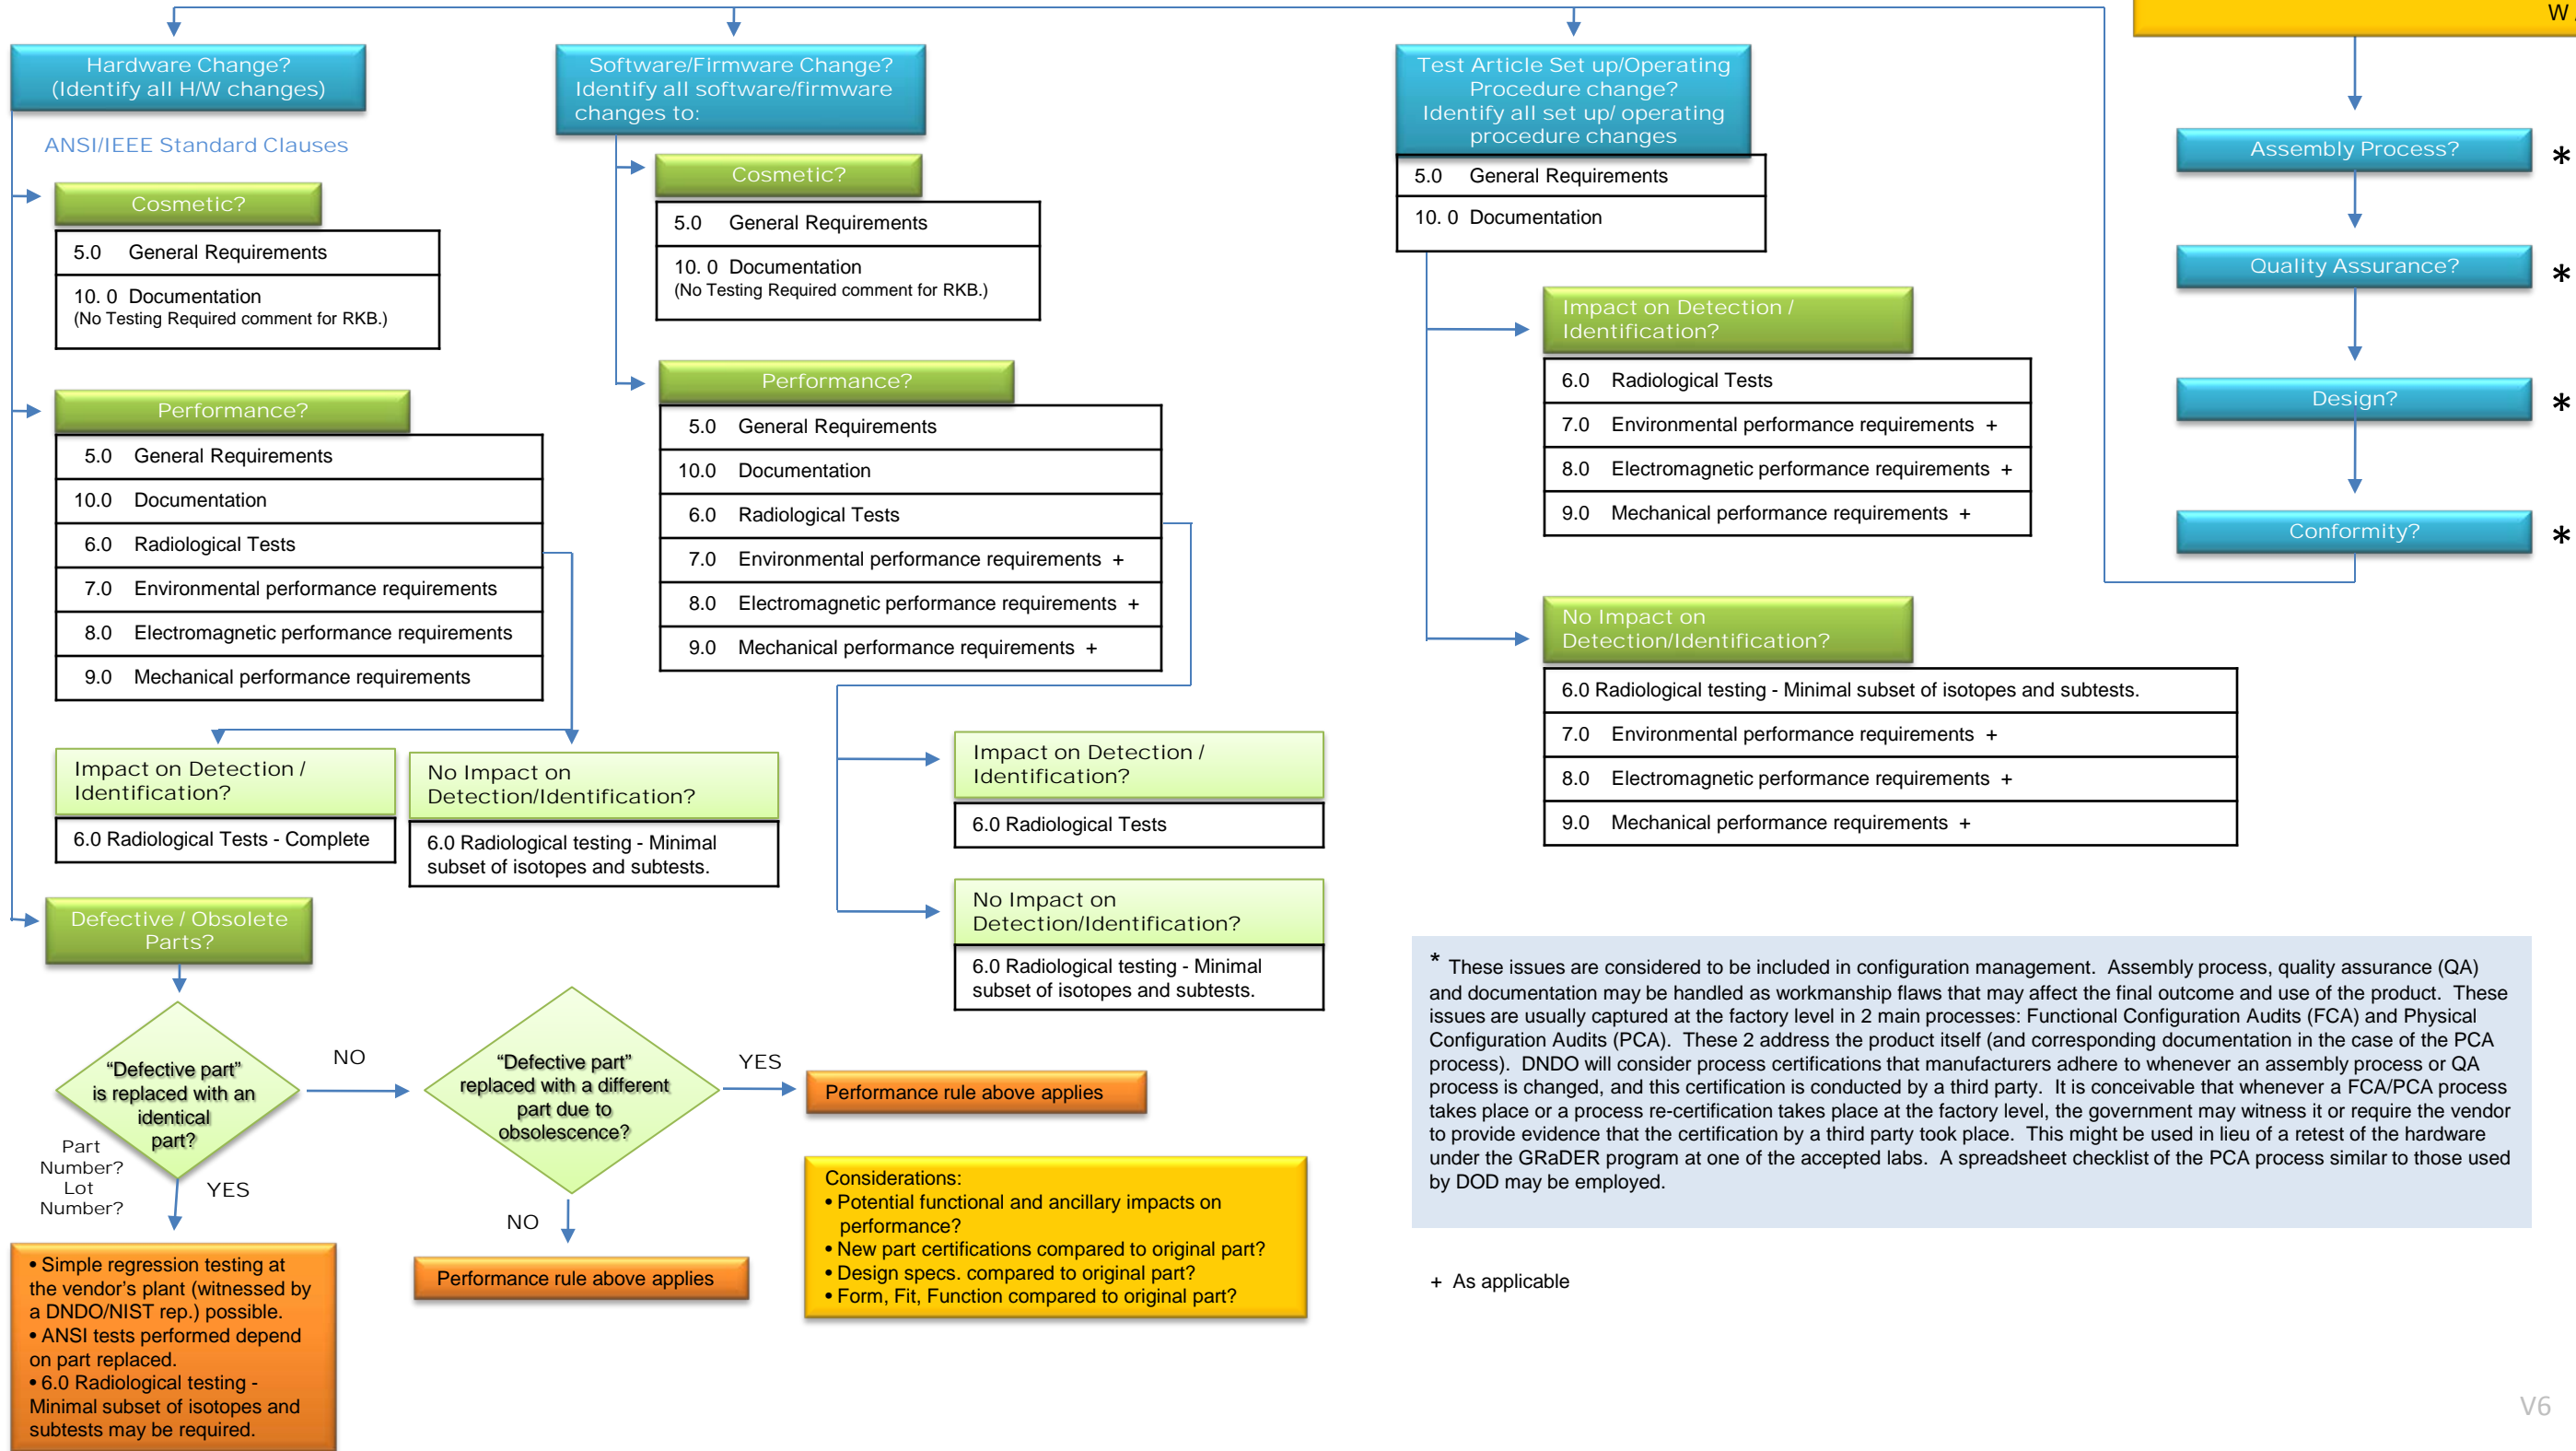 W
Hardware Change?
(Identify all H/W changes)
ANSI/IEEE Standard Clauses
Cosmetic?
5.0 General Requirements
10. 0 Documentation
(No Testing Required comment for RKB.)
Performance?
5.0 General Requirements
10.0 Documentation
6.0 Radiological Tests
7.0 Environmental performance requirements
8.0 Electromagnetic performance requirements
9.0 Mechanical performance requirements
Impact on Detection /
Identification?
6.0 Radiological Tests - Complete
No Impact on
Detection/Identification?
6.0 Radiological testing - Minimal
subset of isotopes and subtests.
Defective / Obsolete
Parts?
“Defective part”
is replaced with an
identical
part?
Part
Number?
Lot
Number?
NO
YES
• Simple regression testing at
the vendor’s plant (witnessed by
a DNDO/NIST rep.) possible.
• ANSI tests performed depend
on part replaced.
• 6.0 Radiological testing -
Minimal subset of isotopes and
subtests may be required.
“Defective part”
replaced with a different
part due to
obsolescence?
YES
NO
Performance rule above applies
Performance rule above applies
Considerations:
• Potential functional and ancillary impacts on
performance?
• New part certifications compared to original part?
• Design specs. compared to original part?
• Form, Fit, Function compared to original part?
Software/Firmware Change?
Identify all software/firmware
changes to:
Cosmetic?
5.0 General Requirements
10. 0 Documentation
(No Testing Required comment for RKB.)
Performance?
5.0 General Requirements
10.0 Documentation
6.0 Radiological Tests
7.0 Environmental performance requirements +
8.0 Electromagnetic performance requirements +
9.0 Mechanical performance requirements +
Impact on Detection /
Identification?
6.0 Radiological Tests
No Impact on
Detection/Identification?
6.0 Radiological testing - Minimal
subset of isotopes and subtests.
Test Article Set up/Operating
Procedure change?
Identify all set up/ operating
procedure changes
5.0 General Requirements
10. 0 Documentation
Impact on Detection /
Identification?
6.0 Radiological Tests
7.0 Environmental performance requirements +
8.0 Electromagnetic performance requirements +
9.0 Mechanical performance requirements +
No Impact on
Detection/Identification?
6.0 Radiological testing - Minimal subset of isotopes and subtests.
7.0 Environmental performance requirements +
8.0 Electromagnetic performance requirements +
9.0 Mechanical performance requirements +
Assembly Process? *
Quality Assurance? *
Design? *
Conformity? *
* These issues are considered to be included in configuration management. Assembly process, quality assurance (QA)
and documentation may be handled as workmanship flaws that may affect the final outcome and use of the product. These
issues are usually captured at the factory level in 2 main processes: Functional Configuration Audits (FCA) and Physical
Configuration Audits (PCA). These 2 address the product itself (and corresponding documentation in the case of the PCA
process). DNDO will consider process certifications that manufacturers adhere to whenever an assembly process or QA
process is changed, and this certification is conducted by a third party. It is conceivable that whenever a FCA/PCA process
takes place or a process re-certification takes place at the factory level, the government may witness it or require the vendor
to provide evidence that the certification by a third party took place. This might be used in lieu of a retest of the hardware
under the GRaDER program at one of the accepted labs. A spreadsheet checklist of the PCA process similar to those used
by DOD may be employed.
+ As applicable
V6